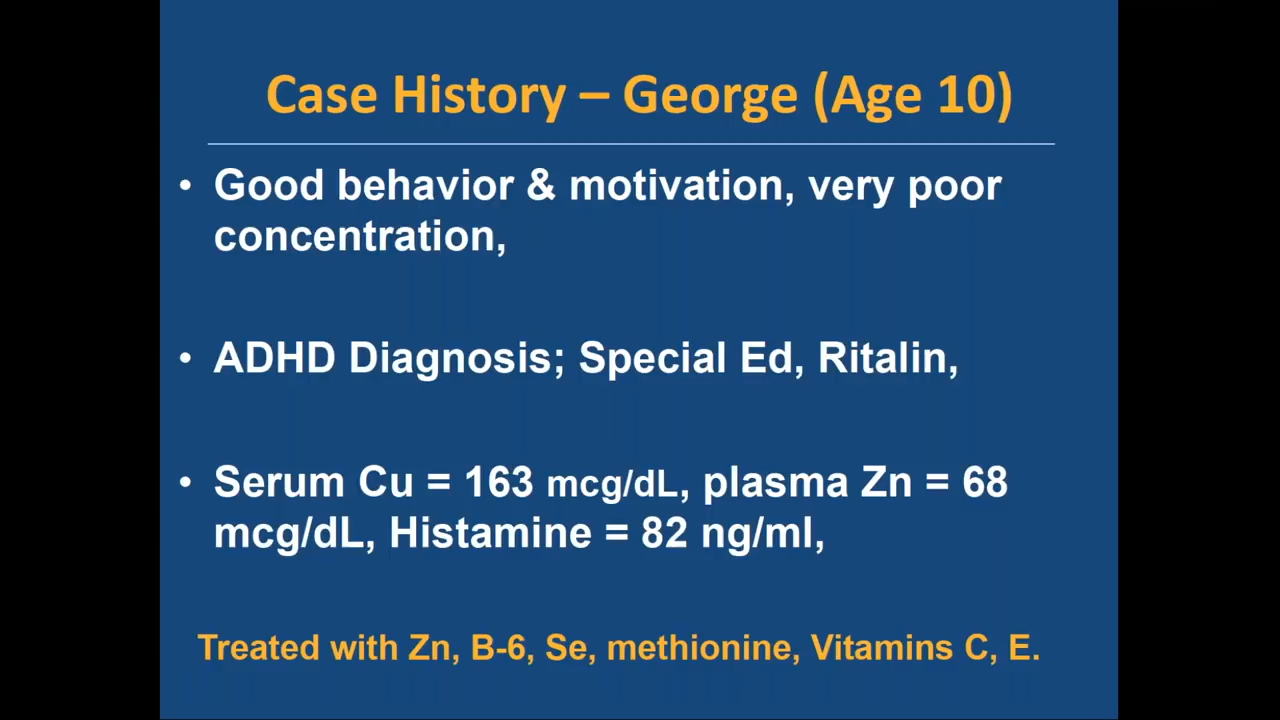 Case History – George (Age 10)
• Good behavior & motivation, very poor
concentration,
• ADHD Diagnosis; Special Ed, Ritalin,
• Serum Cu = 163 mcg/dL, plasma Zn = 68
mcg/dL, Histamine = 82 ng/ml,
Treated with Zn, B-6, Se, methionine, Vitamins C, E.